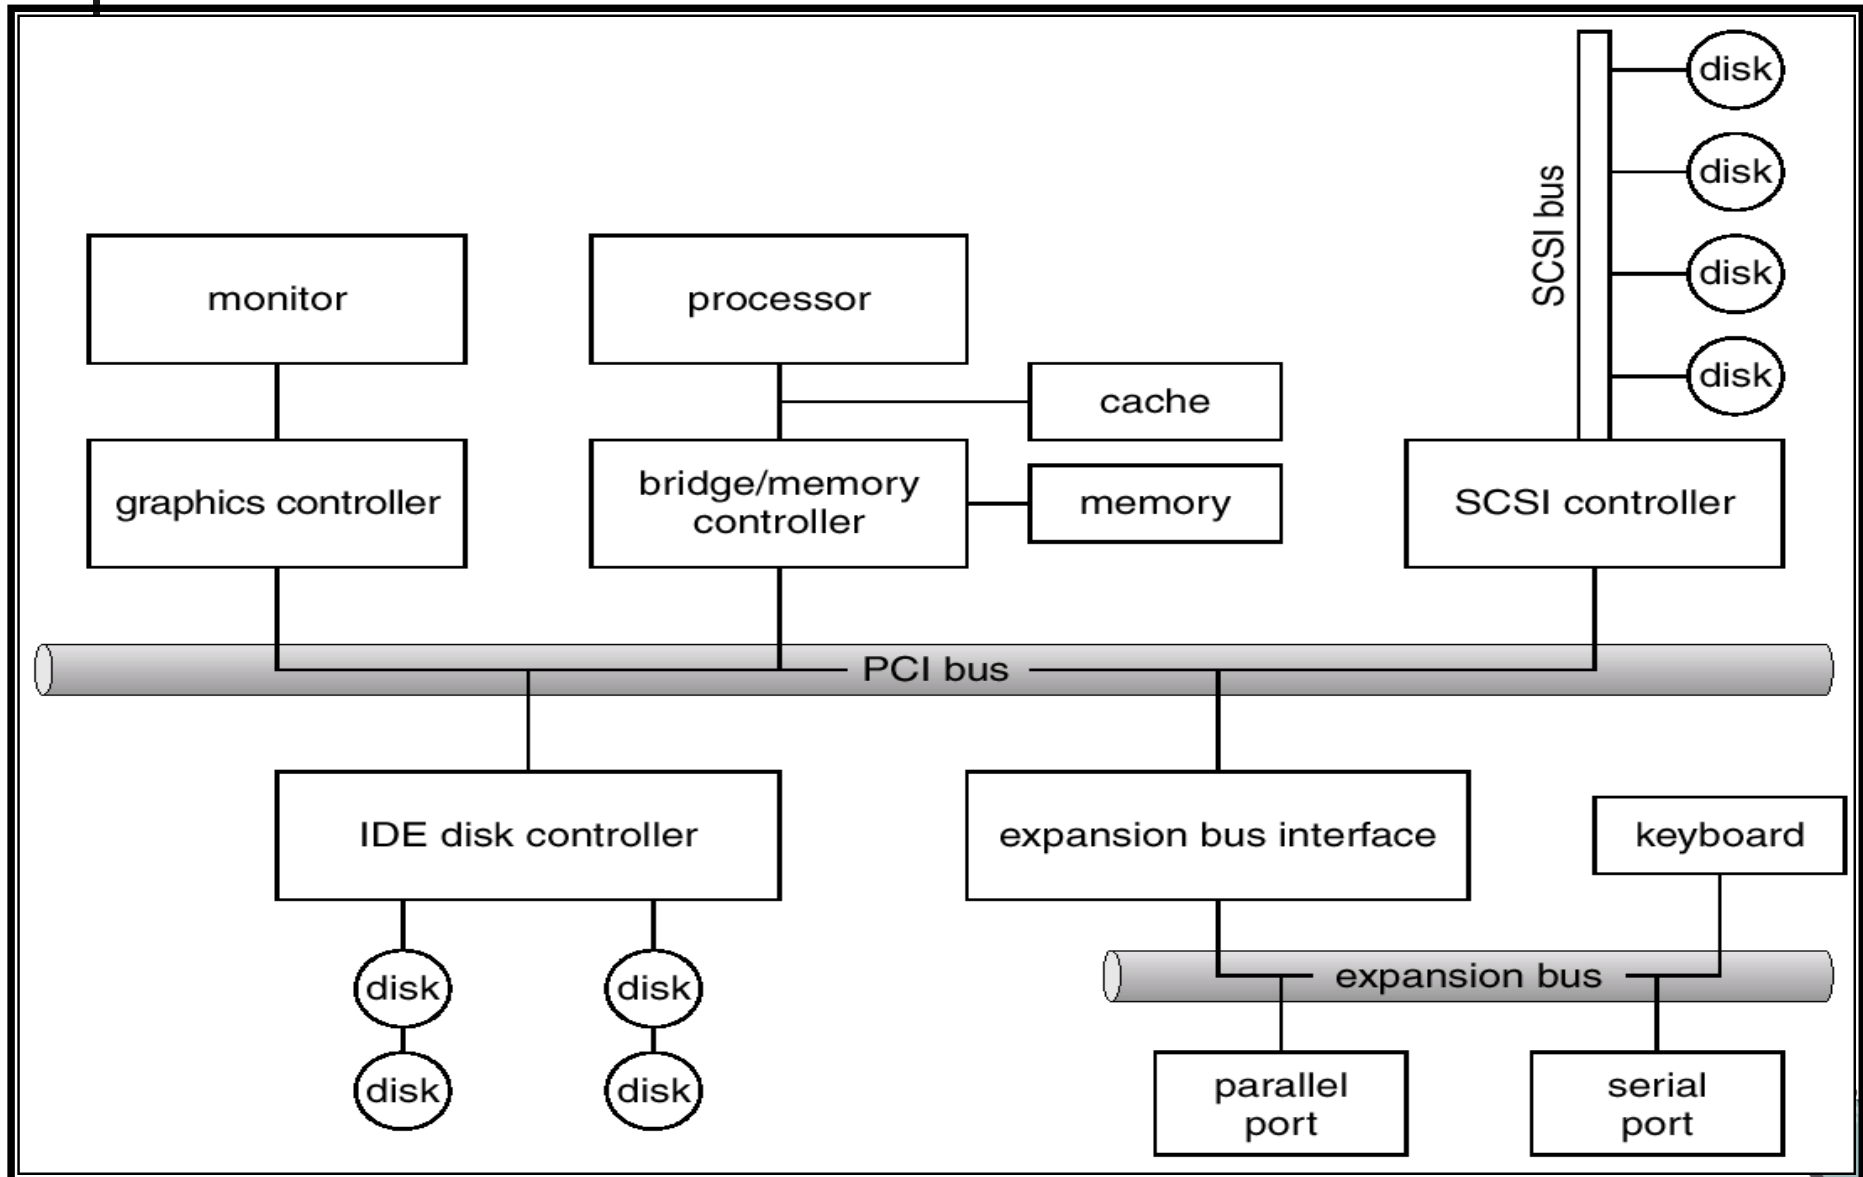 disk
disk
disk
disk
SCSI bus
monitor
processor
cache
graphics controller
bridge/memory
controller
memory
SCSI controller
PCI bus
IDE disk controller
expansion bus interface
keyboard
disk
disk
expansion bus
disk
disk
parallel
port
serial
port